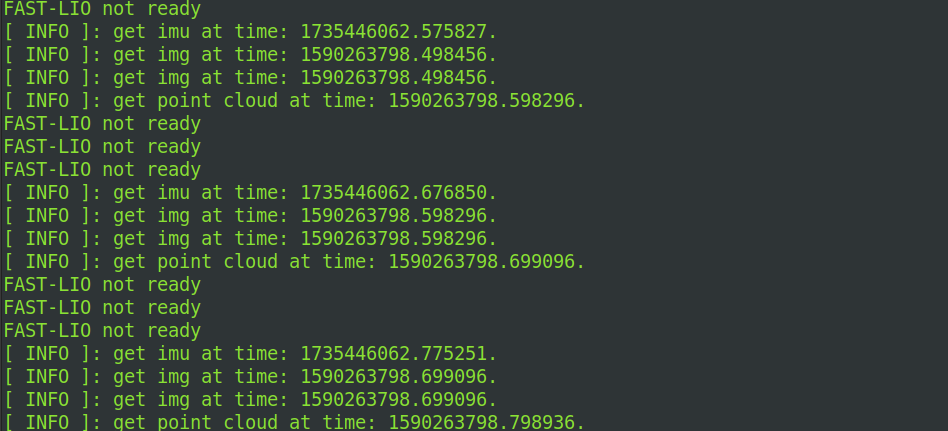 FAST-LIO not ready
[ INFO ]: get imu at time: 1735446062.575827.
[ INFO ]: get img at time: 1590263798.498456.
[ INFO ]: get img at time: 1590263798.498456.
[ INFO ]: get point cloud at time: 1590263798.598296.
FAST-LIO not ready
FAST-LIO not ready
FAST-LIO not ready
[ INFO ]: get imu at time: 1735446062.676850.
[ INFO ]: get img at time: 1590263798.598296.
[ INFO ]: get img at time: 1590263798.598296.
[ INFO ]: get point cloud at time: 1590263798.699096.
FAST-LIO not ready
FAST-LIO not ready
FAST-LIO not ready
[ INFO ]: get imu at time: 1735446062.775251.
[ INFO ]: get img at time: 1590263798.699096.
[ INFO ]: get img at time: 1590263798.699096.
[ INFO ]: get point cloud at time: 1590263798.798936.